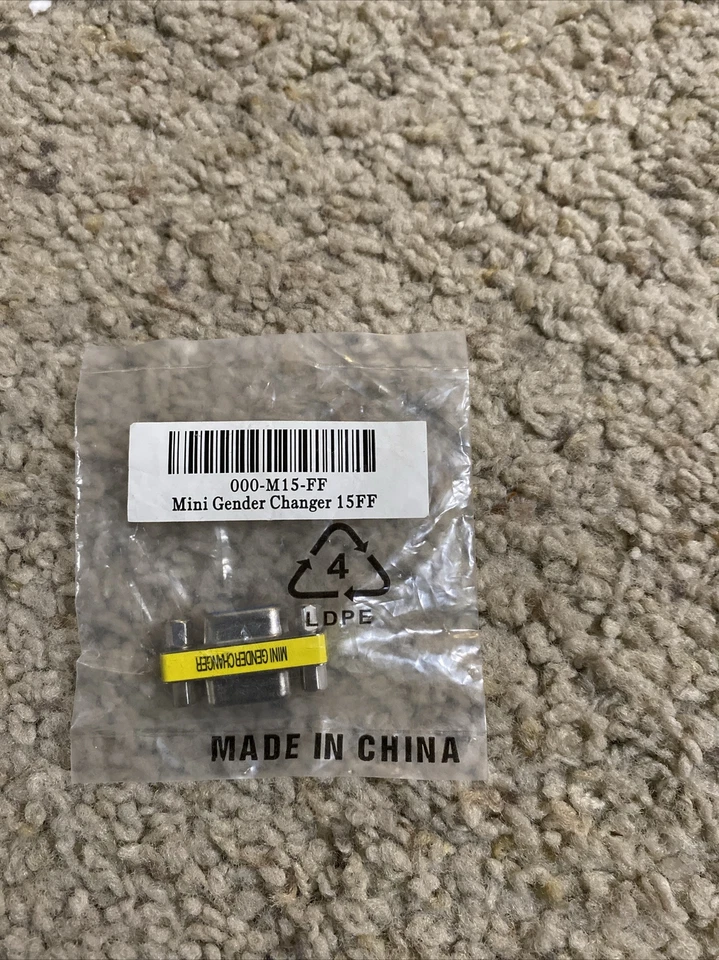 000-M15-FF
Mini Gender Changer 15FF
4
LDPE
MINI GENDER CHANGER
MADE IN CHINA